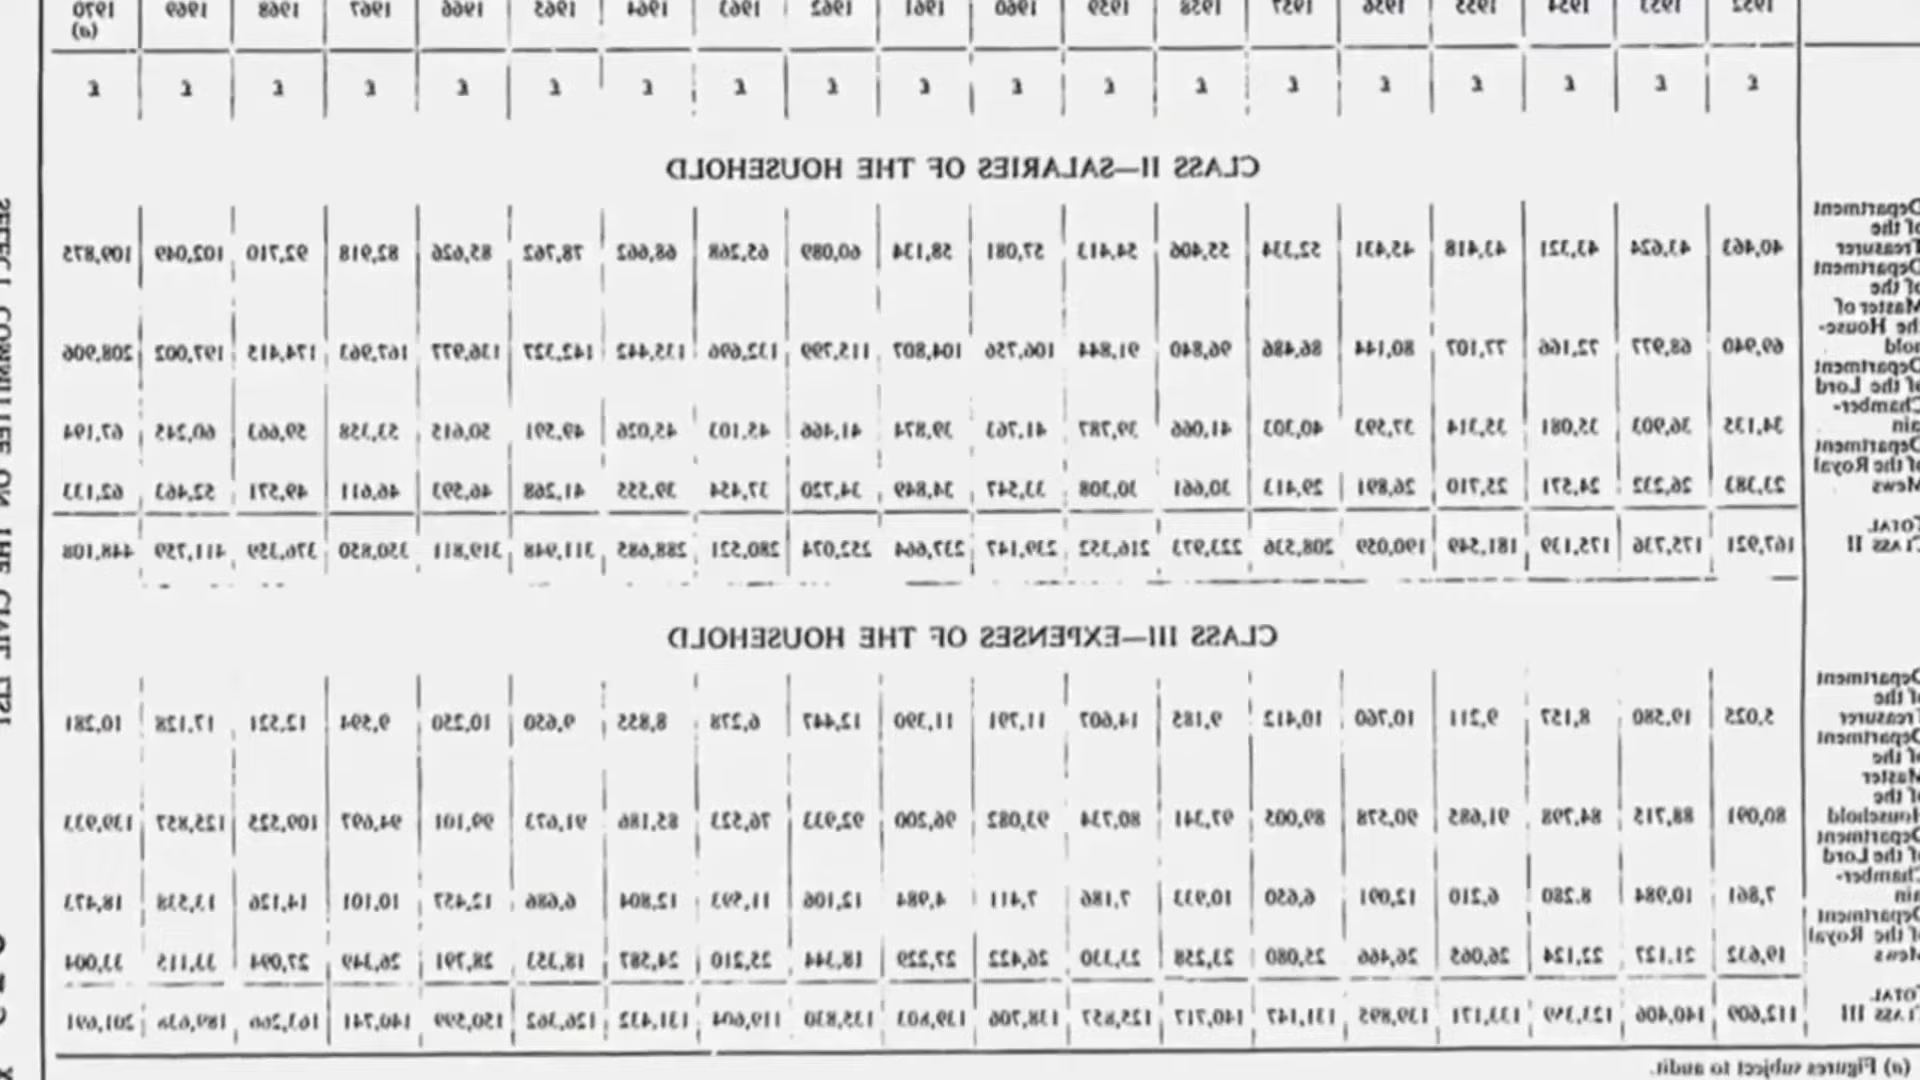 1952 1953 1954 1955 1956 1957 1958 1959 1960 1961 1962 1963 1964 1965 1966 1967 1968 1969 1970
(a)
£ £ £ £ £ £ £ £ £ £ £ £ £ £ £ £ £ £ £
CLASS II—SALARIES OF THE HOUSEHOLD
Department
of the
Treasurer 40,463 43,624 43,321 43,418 45,431 52,334 55,406 54,413 57,081 58,134 60,089 65,268 68,662 78,762 85,626 82,918 92,710 102,049 109,875
Department
of the
Master of
the House-
hold 69,940 68,977 72,166 77,107 80,144 86,486 96,840 91,844 106,756 104,807 115,799 132,696 135,442 142,327 136,977 167,963 174,415 197,002 208,906
Department
of the Lord
Chamber-
lain 34,135 36,903 35,081 35,314 37,593 40,303 41,066 39,787 41,763 39,874 41,466 45,103 45,026 49,591 50,615 53,358 59,663 60,245 67,194
Department
of the Royal
Mews 23,383 26,232 24,571 25,710 26,891 29,413 30,661 30,308 33,547 34,849 34,720 37,454 39,555 41,268 46,593 46,611 49,571 52,463 62,133
TOTAL
CLASS II 167,921 175,736 175,139 181,549 190,059 208,536 223,973 216,352 239,147 237,664 252,074 280,521 288,685 311,948 319,811 350,850 376,359 411,759 448,108
CLASS III—EXPENSES OF THE HOUSEHOLD
Department
of the
Treasurer 5,025 19,580 8,157 9,211 10,760 10,412 9,185 14,607 11,791 11,390 12,447 6,278 8,855 9,650 10,250 9,594 12,521 17,128 10,281
Department
of the
Master
of the
Household 80,091 88,715 84,798 91,685 90,578 89,005 97,341 80,734 93,082 96,200 92,933 76,523 85,186 91,673 99,101 94,697 109,525 125,857 139,933
Department
of the Lord
Chamber-
lain 7,861 10,984 8.280 6,210 12,091 6,650 10,933 7,186 7,411 4,984 12,106 11,593 12,804 6,686 12,457 10,101 14,126 13,538 18,473
Department
of the Royal
Mews 19,632 21,127 22,124 26,065 26,466 25,080 23,258 23,330 26,422 27,229 18,344 25,210 24,587 18,353 28,791 26,349 27,094 33,115 33,004
TOTAL
CLASS III 112,609 140,406 123,359 133,171 139,895 131,147 140,717 125,857 138,706 139,803 135,830 119,604 131,432 126,362 150,599 140,741 163,266 189,638 201,691
(a) Figures subject to audit.
SELECT COMMITTEE ON THE CIVIL LIST